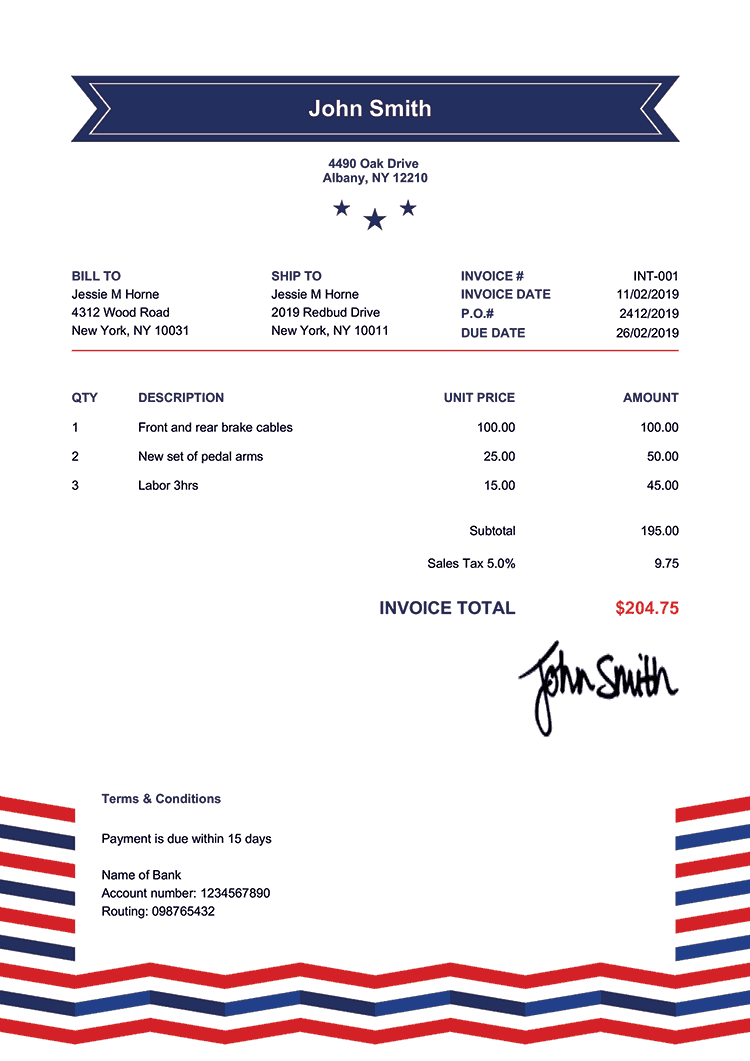 John Smith
4490 Oak Drive
Albany, NY 12210
BILL TO
Jessie M Horne
4312 Wood Road
New York, NY 10031
SHIP TO
Jessie M Horne
2019 Redbud Drive
New York, NY 10011
INVOICE # INT-001
INVOICE DATE 11/02/2019
P.O.# 2412/2019
DUE DATE 26/02/2019
QTY DESCRIPTION UNIT PRICE AMOUNT
1 Front and rear brake cables 100.00 100.00
2 New set of pedal arms 25.00 50.00
3 Labor 3hrs 15.00 45.00
Subtotal 195.00
Sales Tax 5.0% 9.75
INVOICE TOTAL $204.75
John Smith
Terms & Conditions
Payment is due within 15 days
Name of Bank
Account number: 1234567890
Routing: 098765432